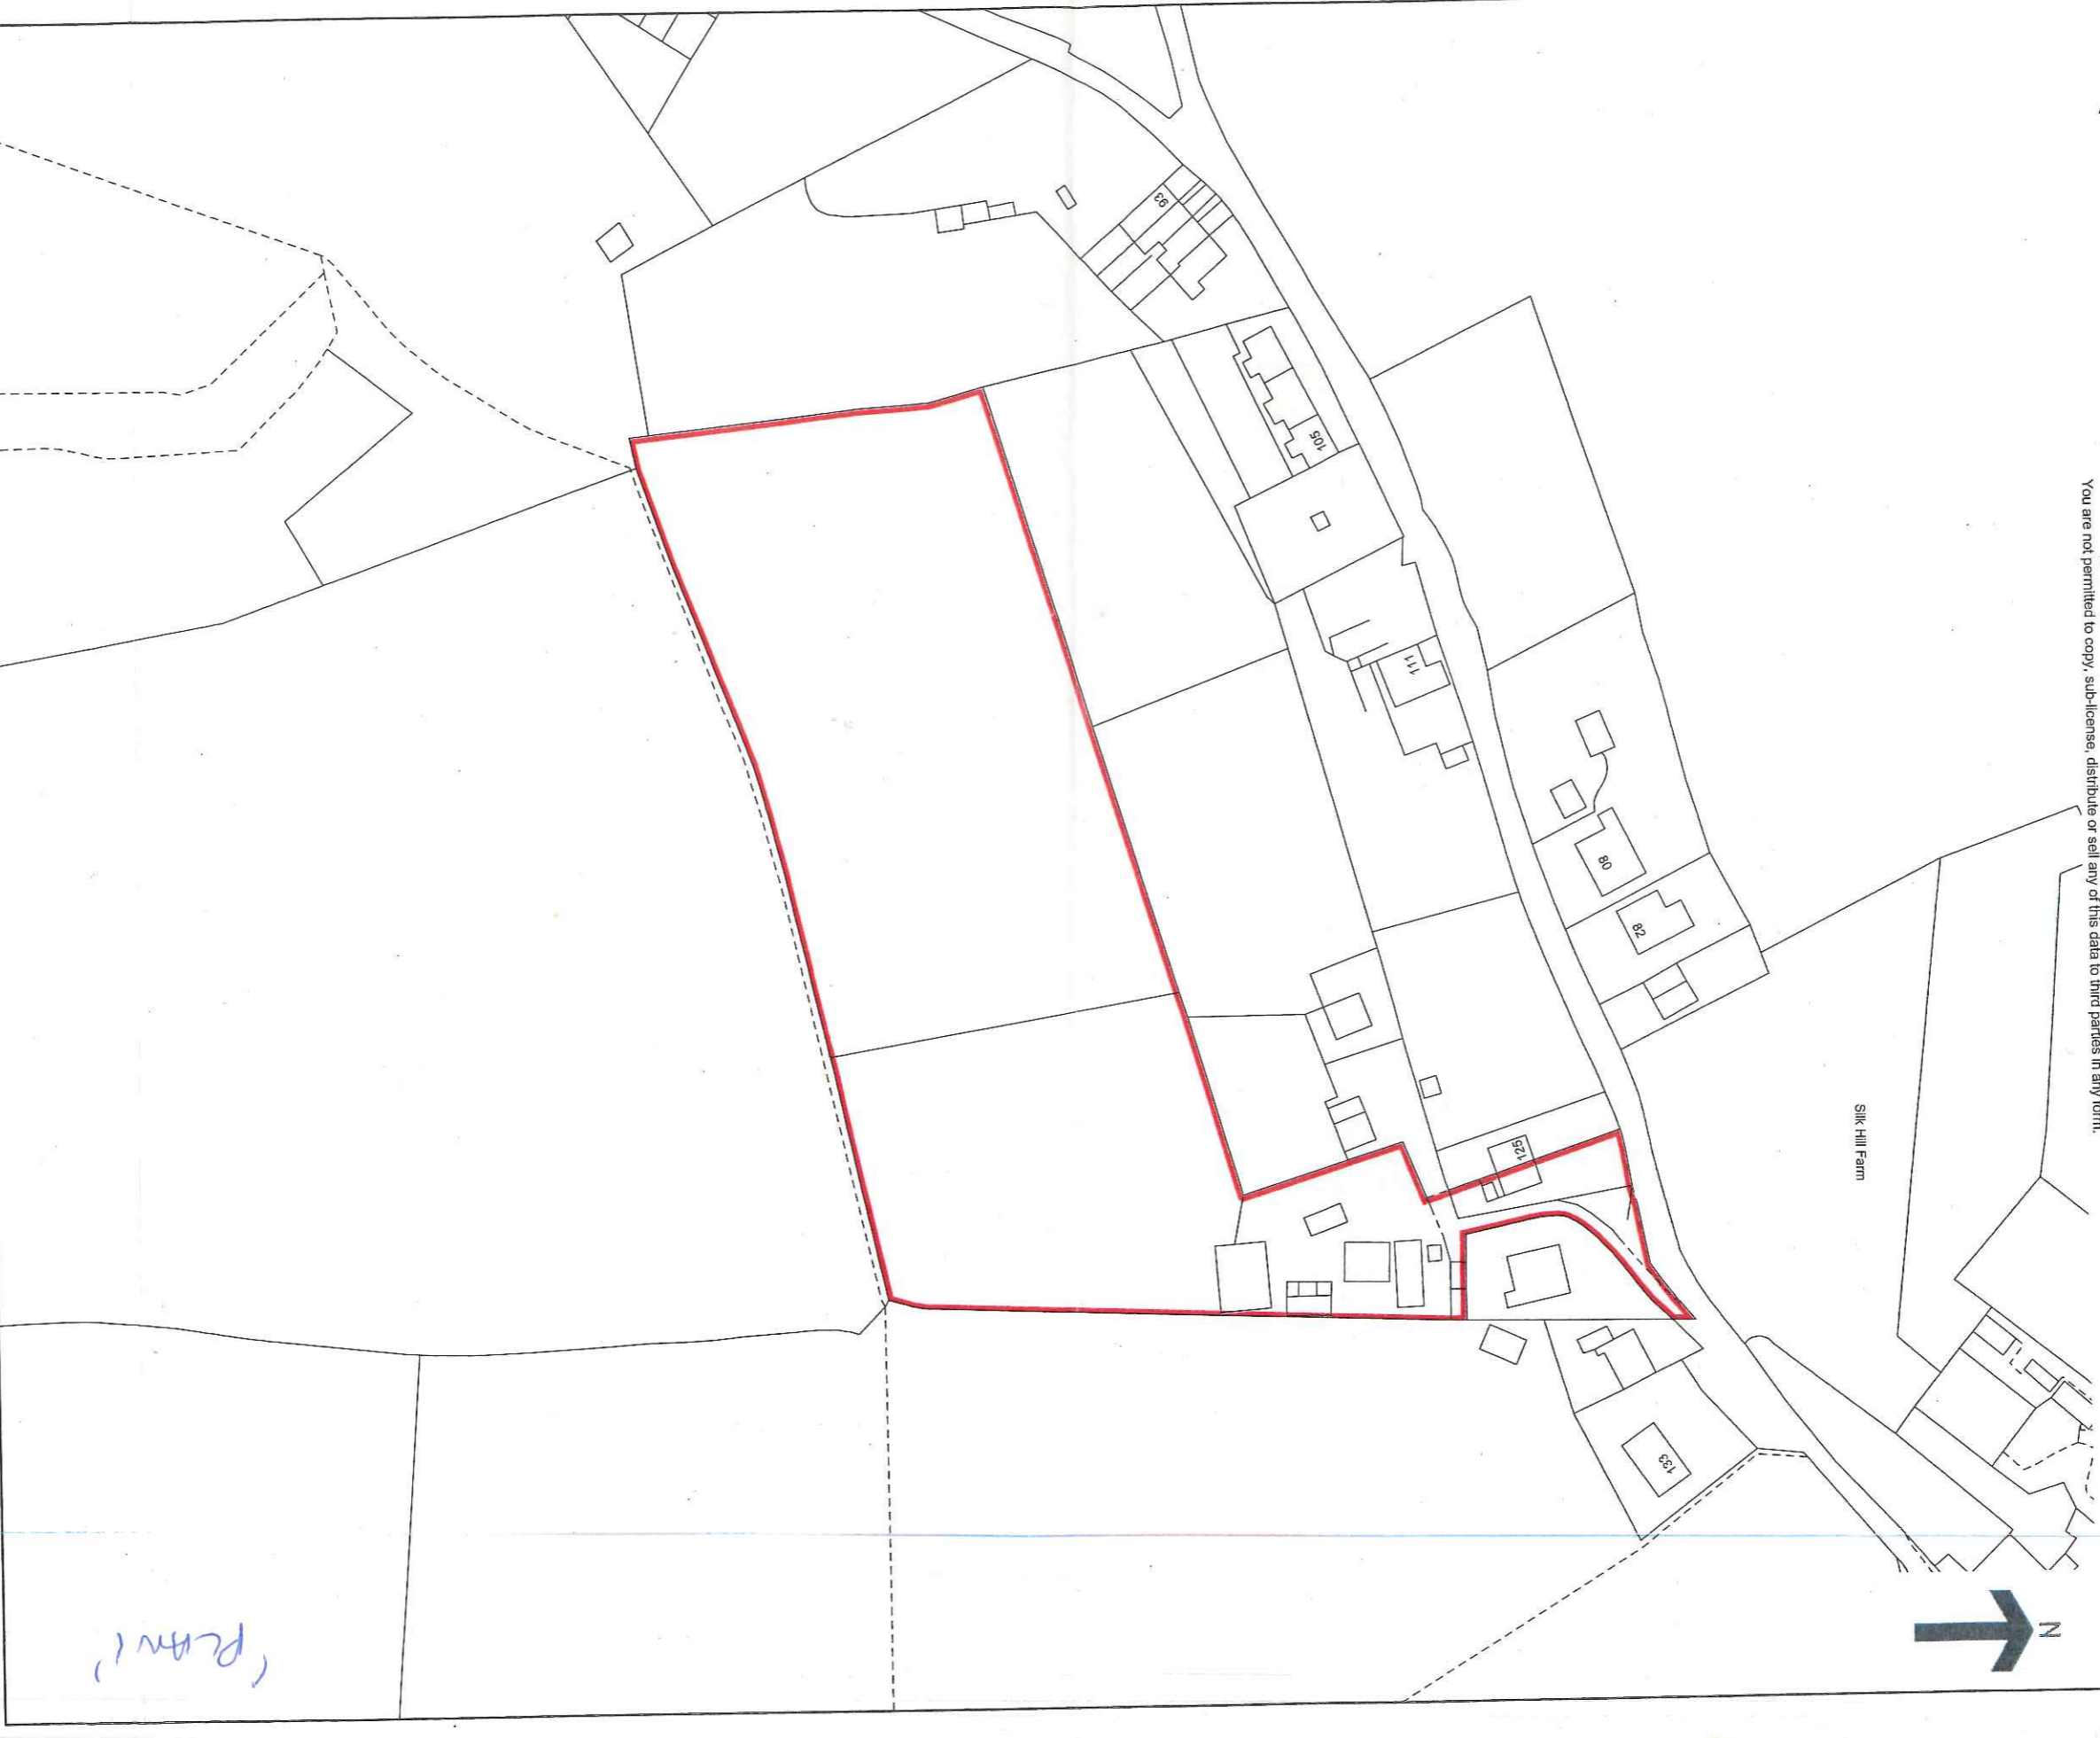 You are not permitted to copy, sub-license, distribute or sell any of this data to third parties in any form.
93
105
111
80
82
Silk Hill Farm
125
133
N
'PLAN 1'